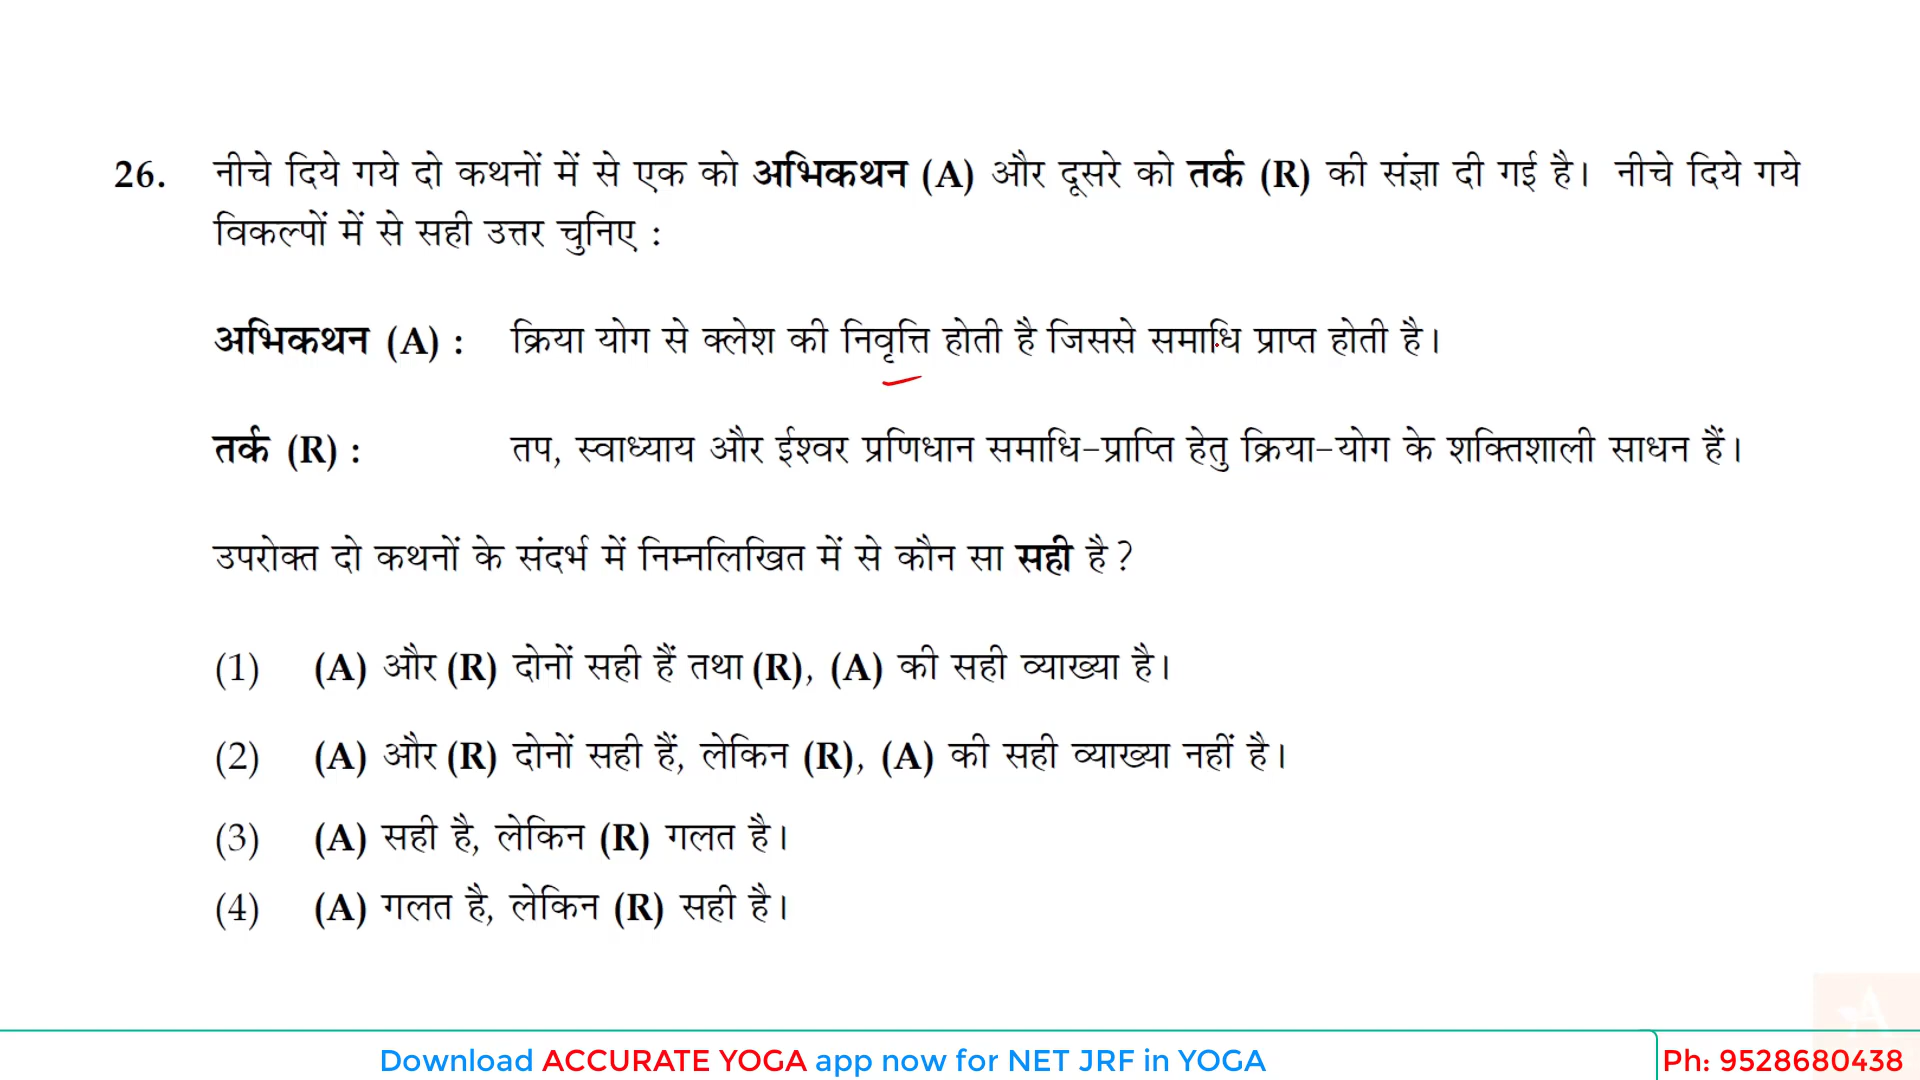 26. नीचे दिये गये दो कथनों में से एक को अभिकथन (A) और दूसरे को तर्क (R) की संज्ञा दी गई है। नीचे दिये गये
विकल्पों में से सही उत्तर चुनिए :
अभिकथन (A) : क्रिया योग से क्लेश की निवृत्ति होती है जिससे समाधि प्राप्त होती है।
तर्क (R) : तप, स्वाध्याय और ईश्वर प्रणिधान समाधि-प्राप्ति हेतु क्रिया-योग के शक्तिशाली साधन हैं।
उपरोक्त दो कथनों के संदर्भ में निम्नलिखित में से कौन सा सही है ?
(1) (A) और (R) दोनों सही हैं तथा (R), (A) की सही व्याख्या है।
(2) (A) और (R) दोनों सही हैं, लेकिन (R), (A) की सही व्याख्या नहीं है।
(3) (A) सही है, लेकिन (R) गलत है।
(4) (A) गलत है, लेकिन (R) सही है।
Download ACCURATE YOGA app now for NET JRF in YOGA
Ph: 9528680438